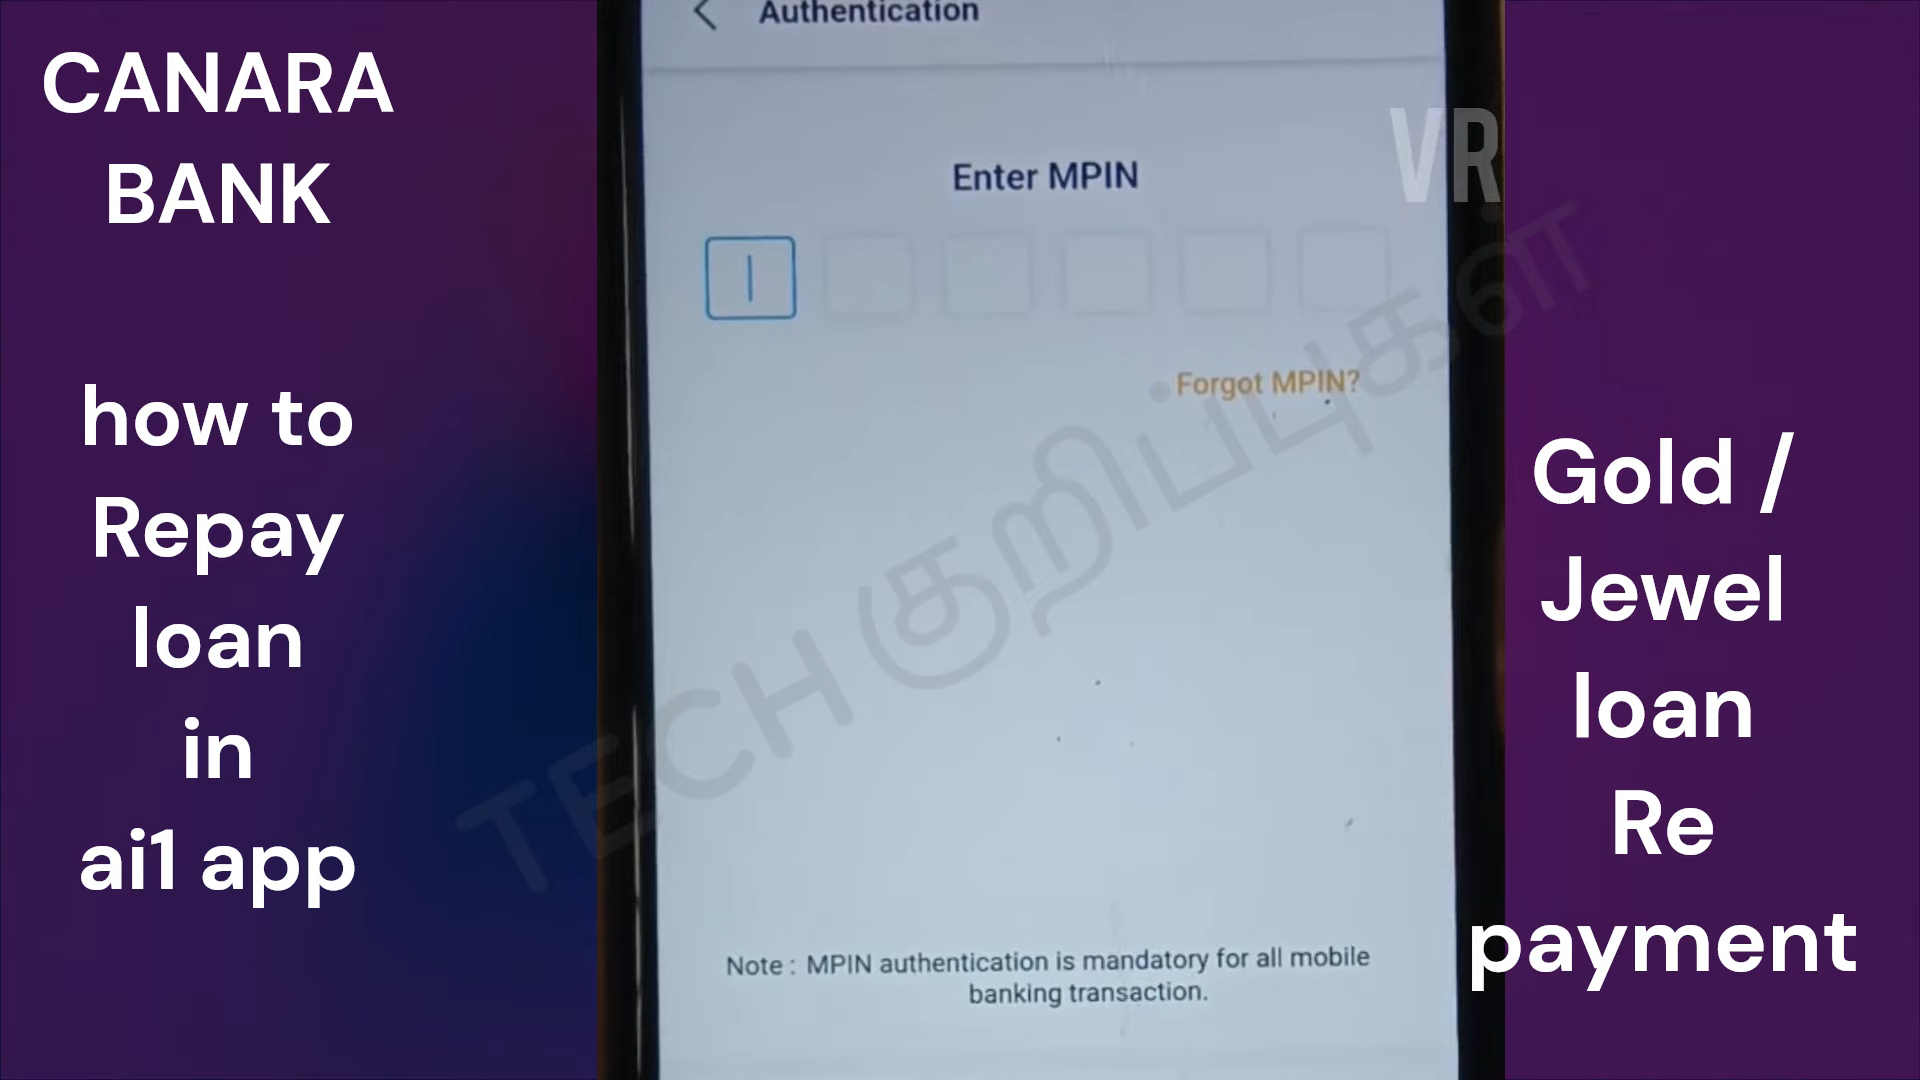 CANARA
BANK
how to
Repay
loan
in
ai1 app
Authentication
Enter MPIN
Forgot MPIN?
Note : MPIN authentication is mandatory for all mobile
banking transaction.
VR
TECH குறிப்புகள்
Gold /
Jewel
loan
Re
payment